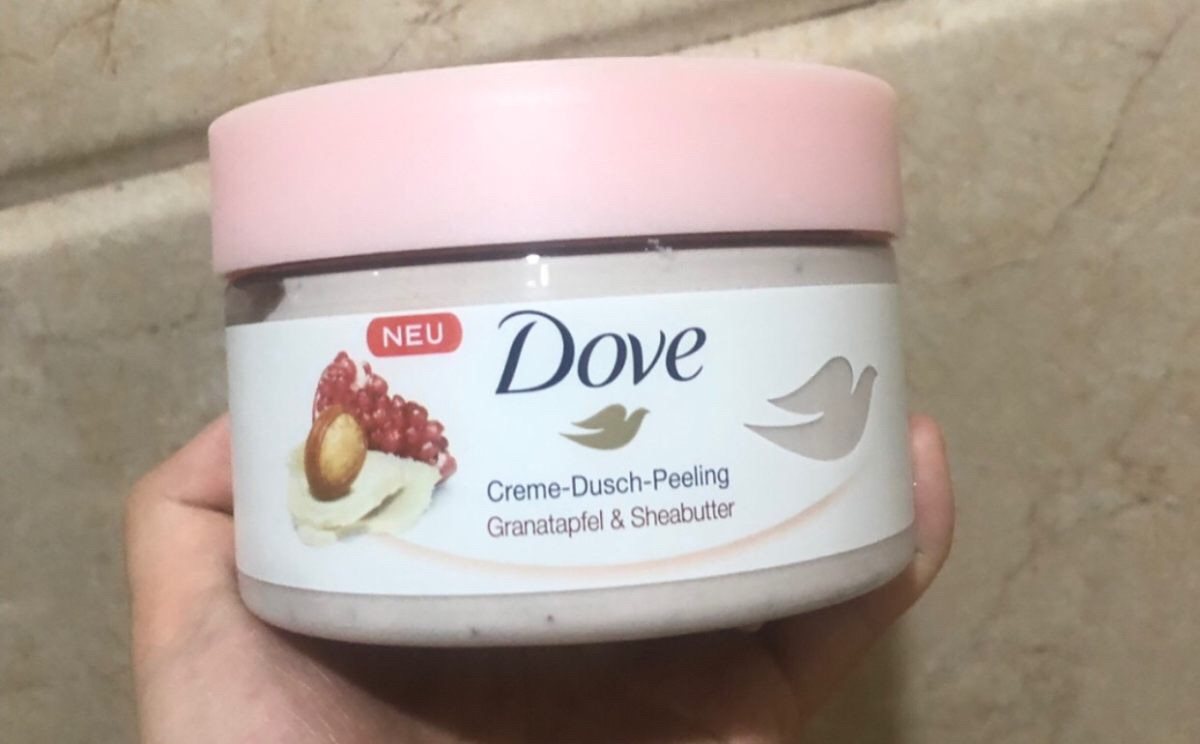 NEU
Dove
Creme-Dusch-Peeling
Granatapfel & Sheabutter